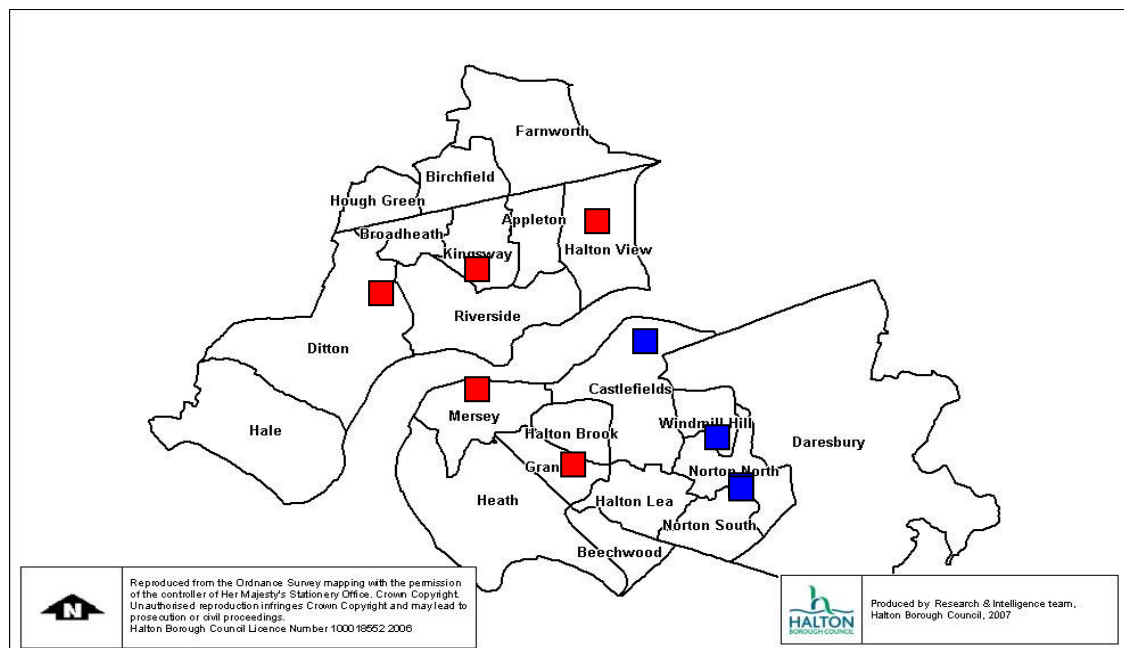 Farnworth
Birchfield
Hough Green
Appleton
Broadheath
Halton View
Kingsway
Riverside
Ditton
Castlefields
Mersey
Windmill Hill
Hale
Halton Brook
Daresbury
Gran
Norton North
Heath
Halton Lea
Norton South
Beechwood
N
Reproduced from the Ordnance Survey mapping with the permission
of the controller of Her Majesty's Stationery Office. Crown Copyright.
Unauthorised reproduction infringes Crown Copyright and may lead to
prosecution or civil proceedings.
Halton Borough Council Licence Number 100018552 2006
HALTON
BOROUGH COUNCIL
Produced by Research & Intelligence team,
Halton Borough Council, 2007